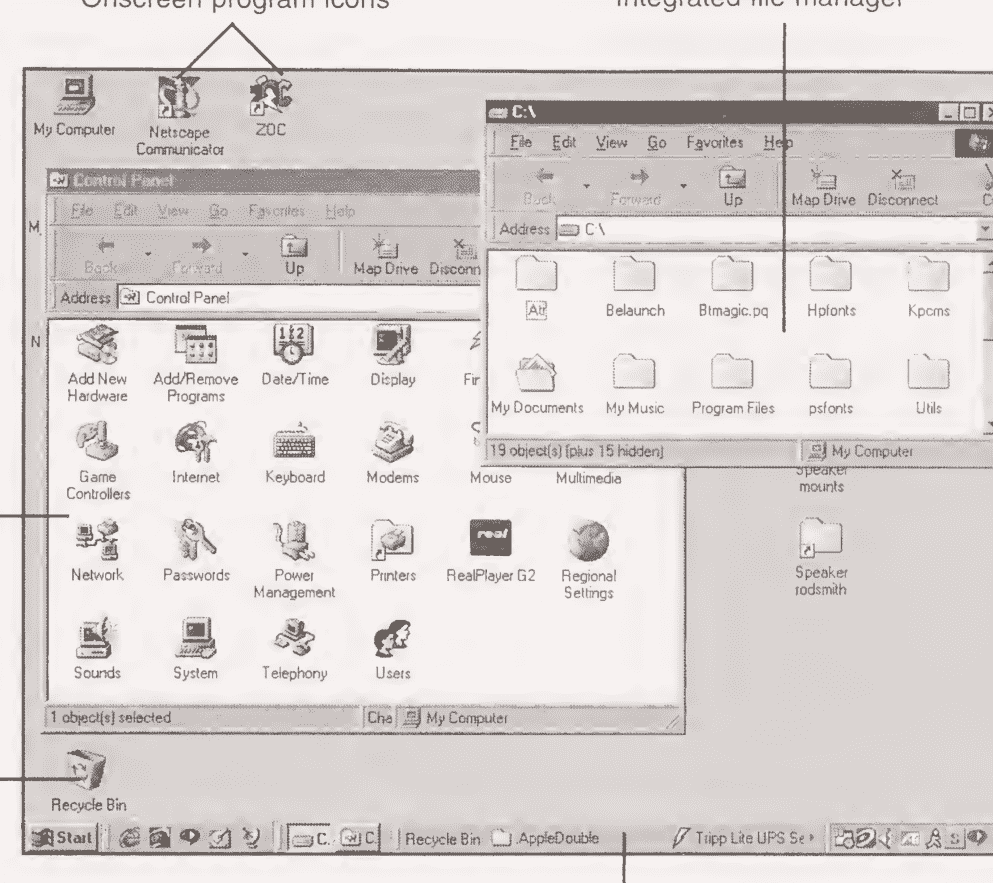 Onscreen program icons
Integrated file manager
My Computer
Netscape Communicator
ZOC
C:\
File Edit View Go Favorites Help
Back Forward Up Map Drive Disconnect
Address C:\
Atr Belaunch Btmagic.pq Hpfonts Kpcms
My Documents My Music Program Files psfonts Utils
19 object(s) (plus 15 hidden) My Computer
Control Panel
File Edit View Go Favorites Help
Back Forward Up Map Drive Disconn
Address Control Panel
Add New Hardware
Add/Remove Programs
Date/Time
Display
Game Controllers
Internet
Keyboard
Modems
Mouse
Multimedia
Network
Passwords
Power Management
Printers
RealPlayer G2
Regional Settings
Sounds
System
Telephony
Users
1 object(s) selected Cha My Computer
Speaker mounts
Speaker rodsmith
Recycle Bin
Start C. C. Recycle Bin .AppleDouble Tripp Lite UPS Se